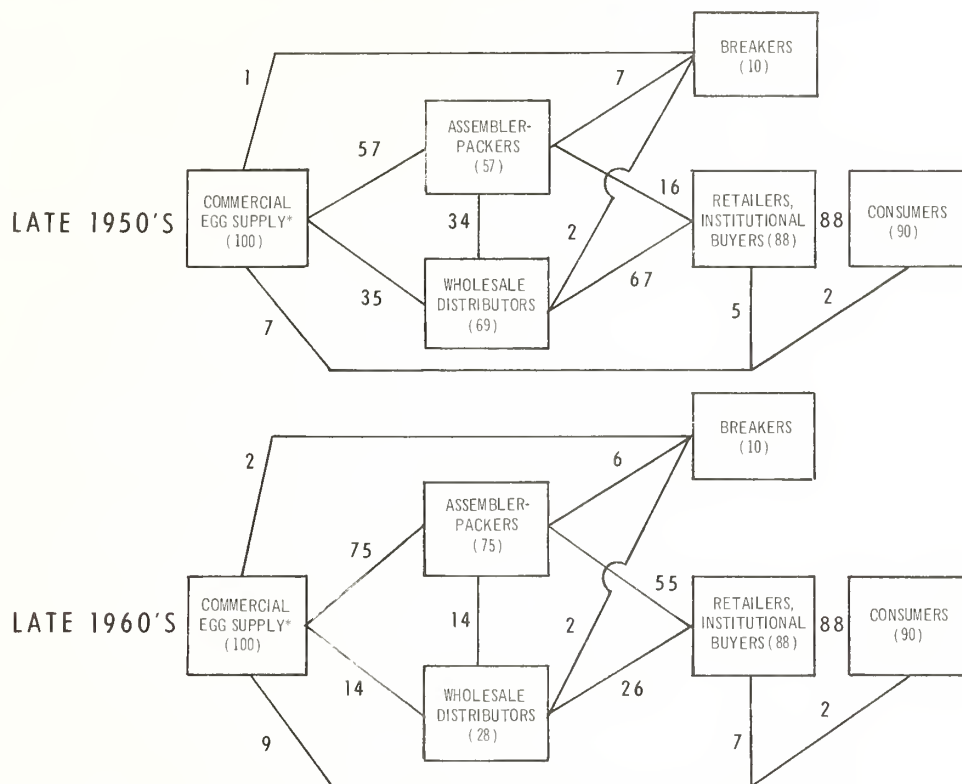 BREAKERS
(10)
1
7
ASSEMBLER-
PACKERS
(57)
57
16
COMMERCIAL
EGG SUPPLY*
(100)
RETAILERS,
INSTITUTIONAL
BUYERS (88)
88
CONSUMERS
(90)
LATE 1950'S
34
2
WHOLESALE
DISTRIBUTORS
(69)
35
67
7
5
2
BREAKERS
(10)
2
6
ASSEMBLER-
PACKERS
(75)
75
55
COMMERCIAL
EGG SUPPLY*
(100)
RETAILERS,
INSTITUTIONAL
BUYERS (88)
88
CONSUMERS
(90)
LATE 1960'S
14
2
WHOLESALE
DISTRIBUTORS
(28)
14
26
9
7
2